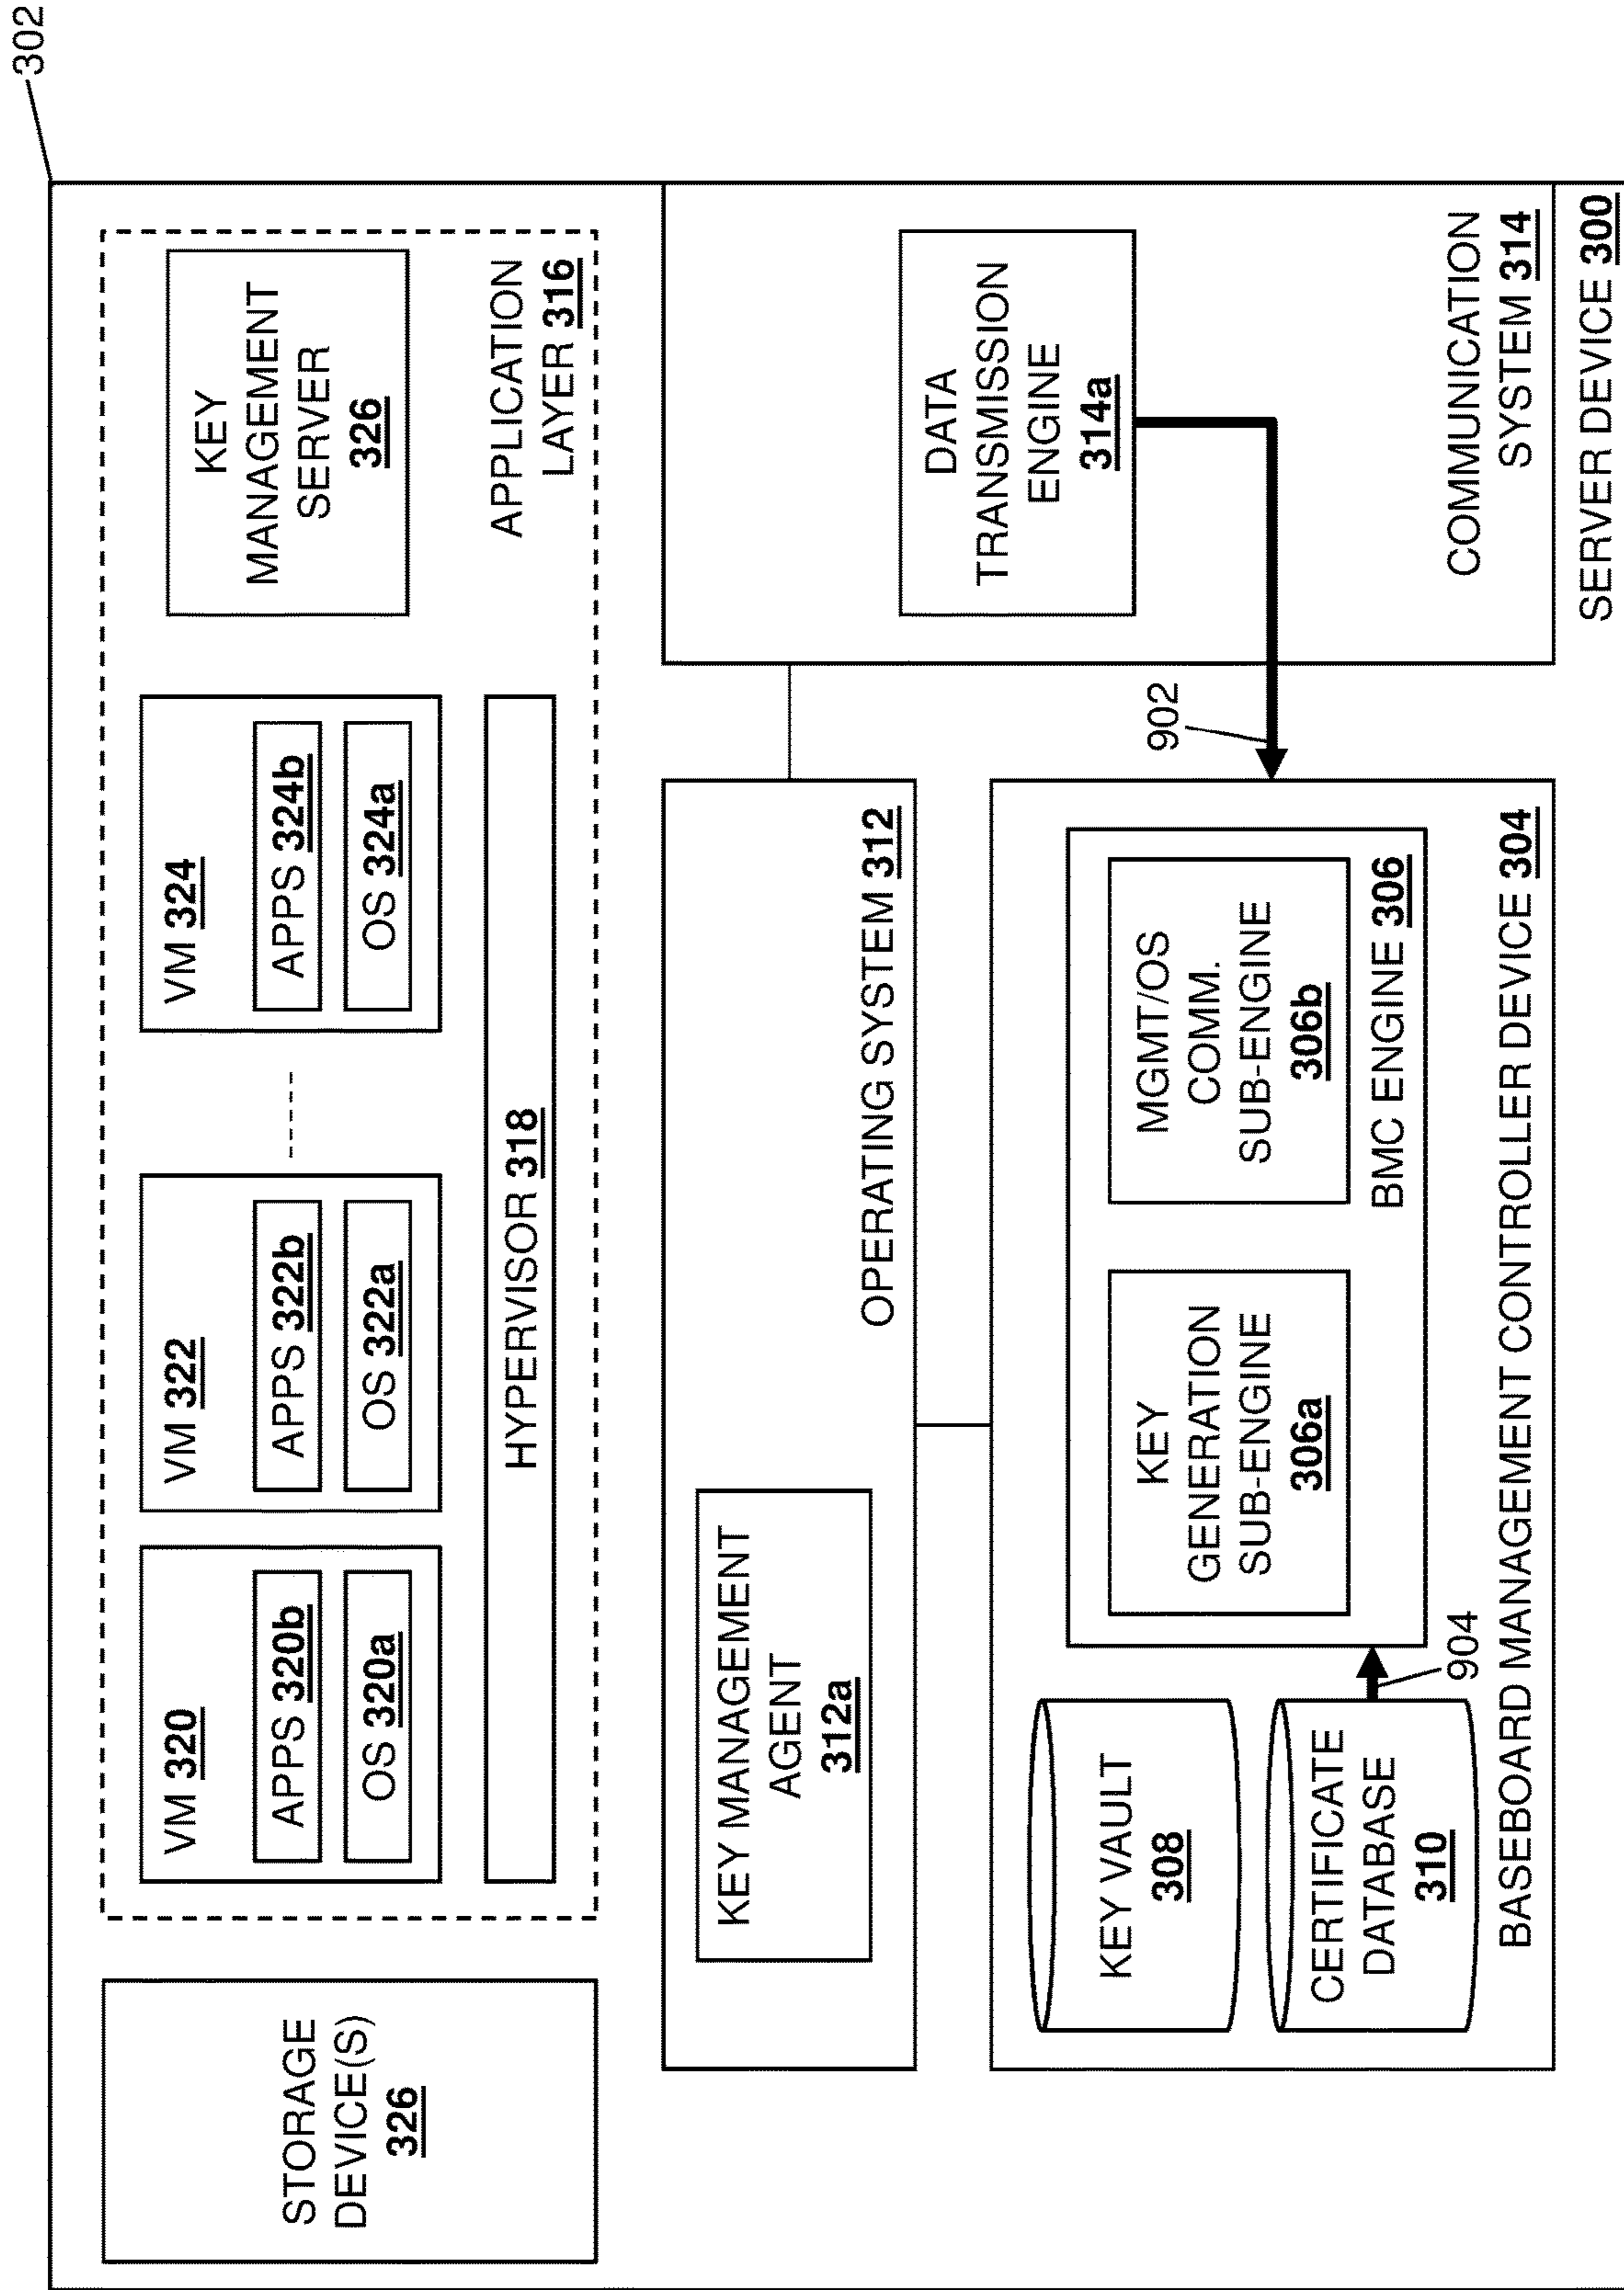 302
STORAGE
DEVICE(S)
326
VM 320
APPS 320b
OS 320a
VM 322
APPS 322b
OS 322a
VM 324
APPS 324b
OS 324a
HYPERVISOR 318
KEY
MANAGEMENT
SERVER
326
APPLICATION
LAYER 316
KEY MANAGEMENT
AGENT
312a
OPERATING SYSTEM 312
KEY VAULT
308
CERTIFICATE
DATABASE
310
904
KEY
GENERATION
SUB-ENGINE
306a
MGMT/OS
COMM.
SUB-ENGINE
306b
BMC ENGINE 306
BASEBOARD MANAGEMENT CONTROLLER DEVICE 304
902
DATA
TRANSMISSION
ENGINE
314a
COMMUNICATION
SYSTEM 314
SERVER DEVICE 300